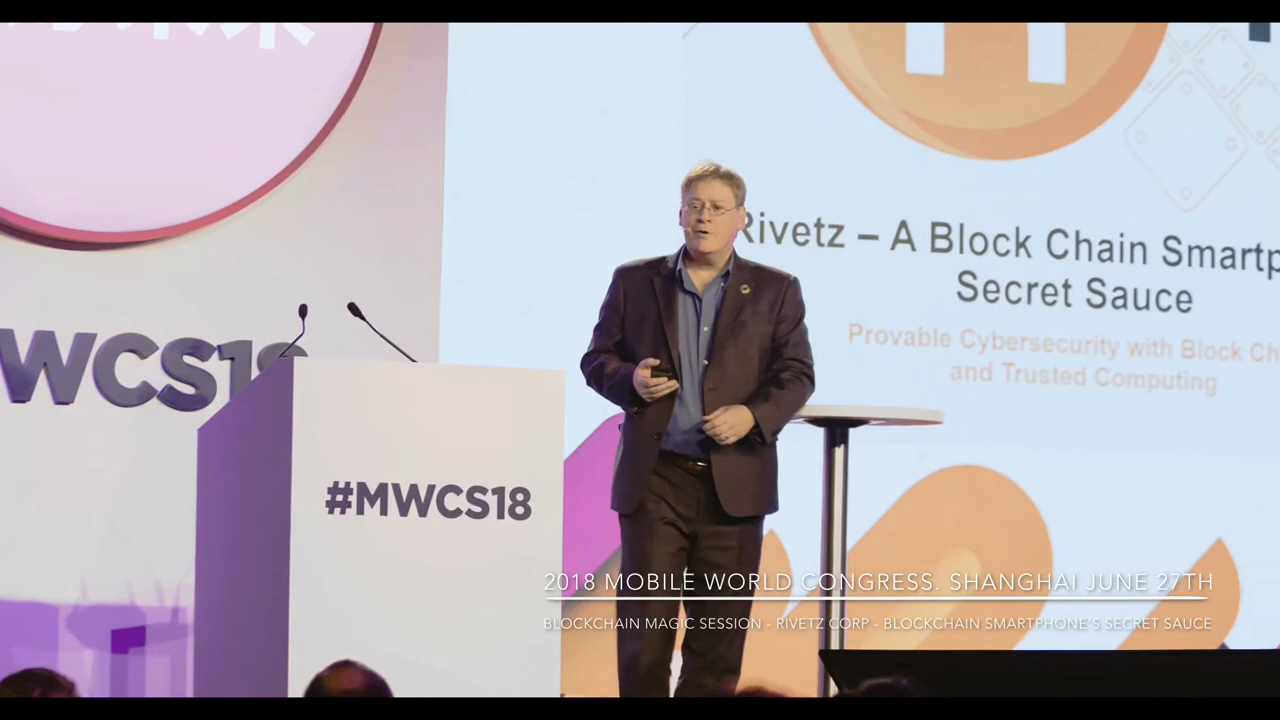 Rivetz – A Block Chain Smartp
Secret Sauce
Provable Cybersecurity with Block Ch
and Trusted Computing
WCS18
#MWCS18
2018 MOBILE WORLD CONGRESS. SHANGHAI JUNE 27TH
BLOCKCHAIN MAGIC SESSION - RIVETZ CORP - BLOCKCHAIN SMARTPHONE'S SECRET SAUCE